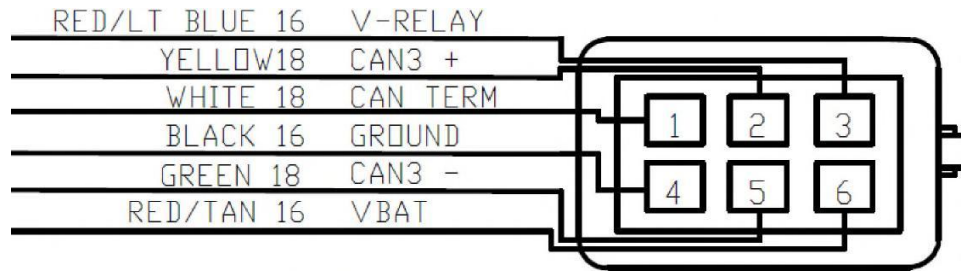 RED/LT BLUE 16 V-RELAY
YELLOW18 CAN3 +
WHITE 18 CAN TERM
BLACK 16 GROUND
GREEN 18 CAN3 -
RED/TAN 16 VBAT
1 2 3
4 5 6